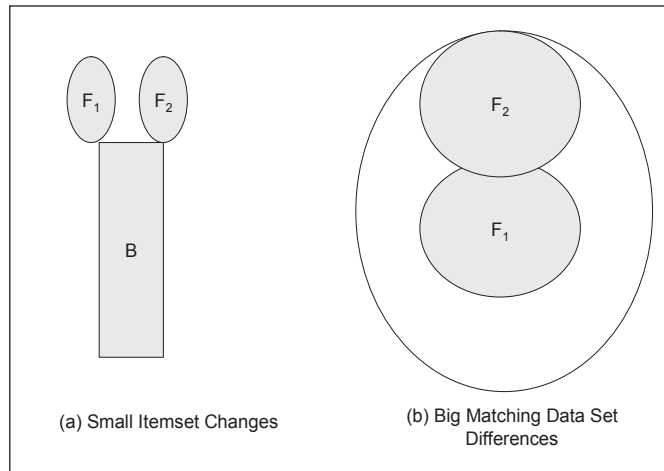 F₁
F₂
B
(a) Small Itemset Changes
F₂
F₁
(b) Big Matching Data Set
Differences